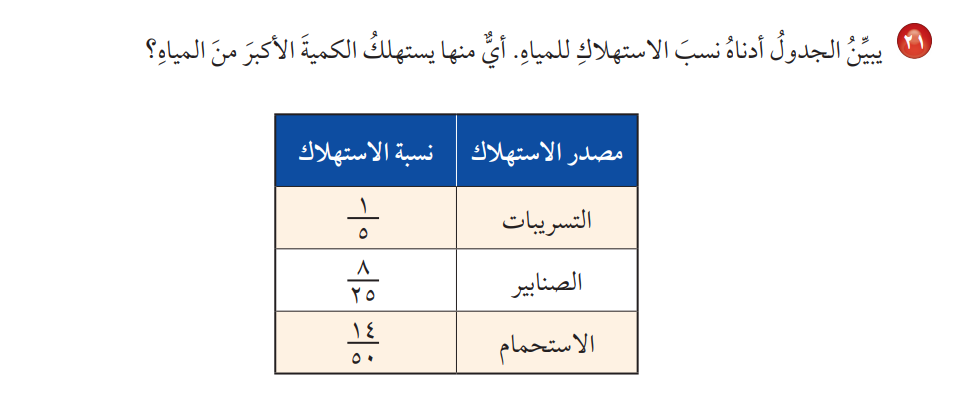 ٢١ يبيِّنُ الجدولُ أدناهُ نسبَ الاستهلاكِ للمياهِ. أيٌّ منها يستهلكُ الكميةَ الأكبرَ منَ المياهِ؟
مصدر الاستهلاك نسبة الاستهلاك
التسريبات ١/٥
الصنابير ٨/٢٥
الاستحمام ١٤/٥٠